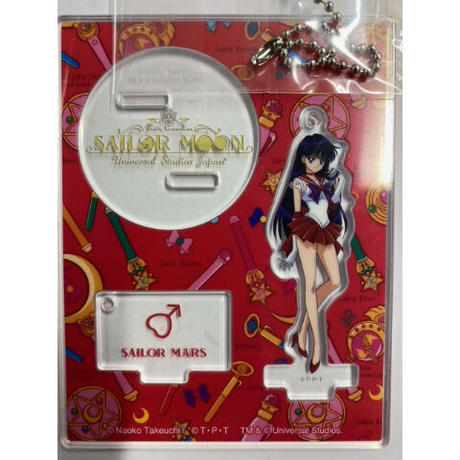 Pretty Guardian
SAILOR MOON
Universal Studios Japan
SAILOR MARS
©T・P・T
© Naoko Takeuchi ©T・P・T TM & © Universal Studios.